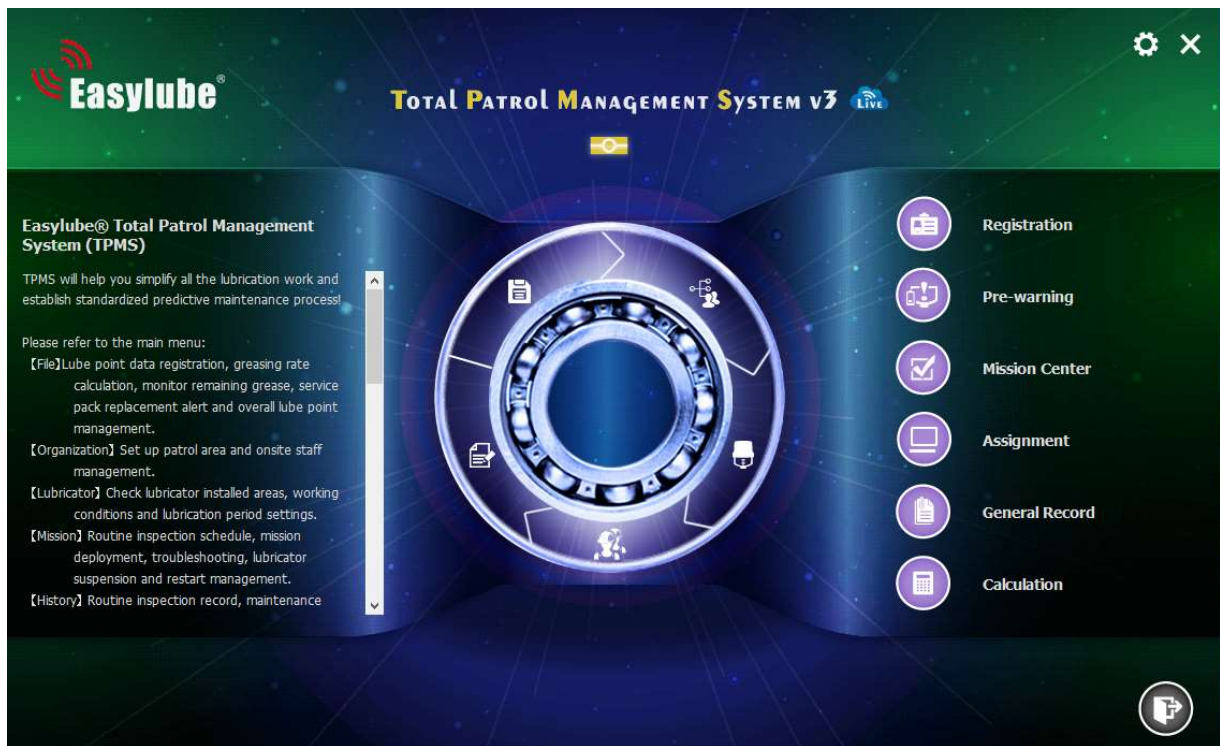 Easylube®
Total Patrol Management System v3 Live
Easylube® Total Patrol Management
System (TPMS)
TPMS will help you simplify all the lubrication work and
establish standardized predictive maintenance process!
Please refer to the main menu:
【File】Lube point data registration, greasing rate
calculation, monitor remaining grease, service
pack replacement alert and overall lube point
management.
【Organization】 Set up patrol area and onsite staff
management.
【Lubricator】 Check lubricator installed areas, working
conditions and lubrication period settings.
【Mission】 Routine inspection schedule, mission
deployment, troubleshooting, lubricator
suspension and restart management.
【History】 Routine inspection record, maintenance
Registration
Pre-warning
Mission Center
Assignment
General Record
Calculation